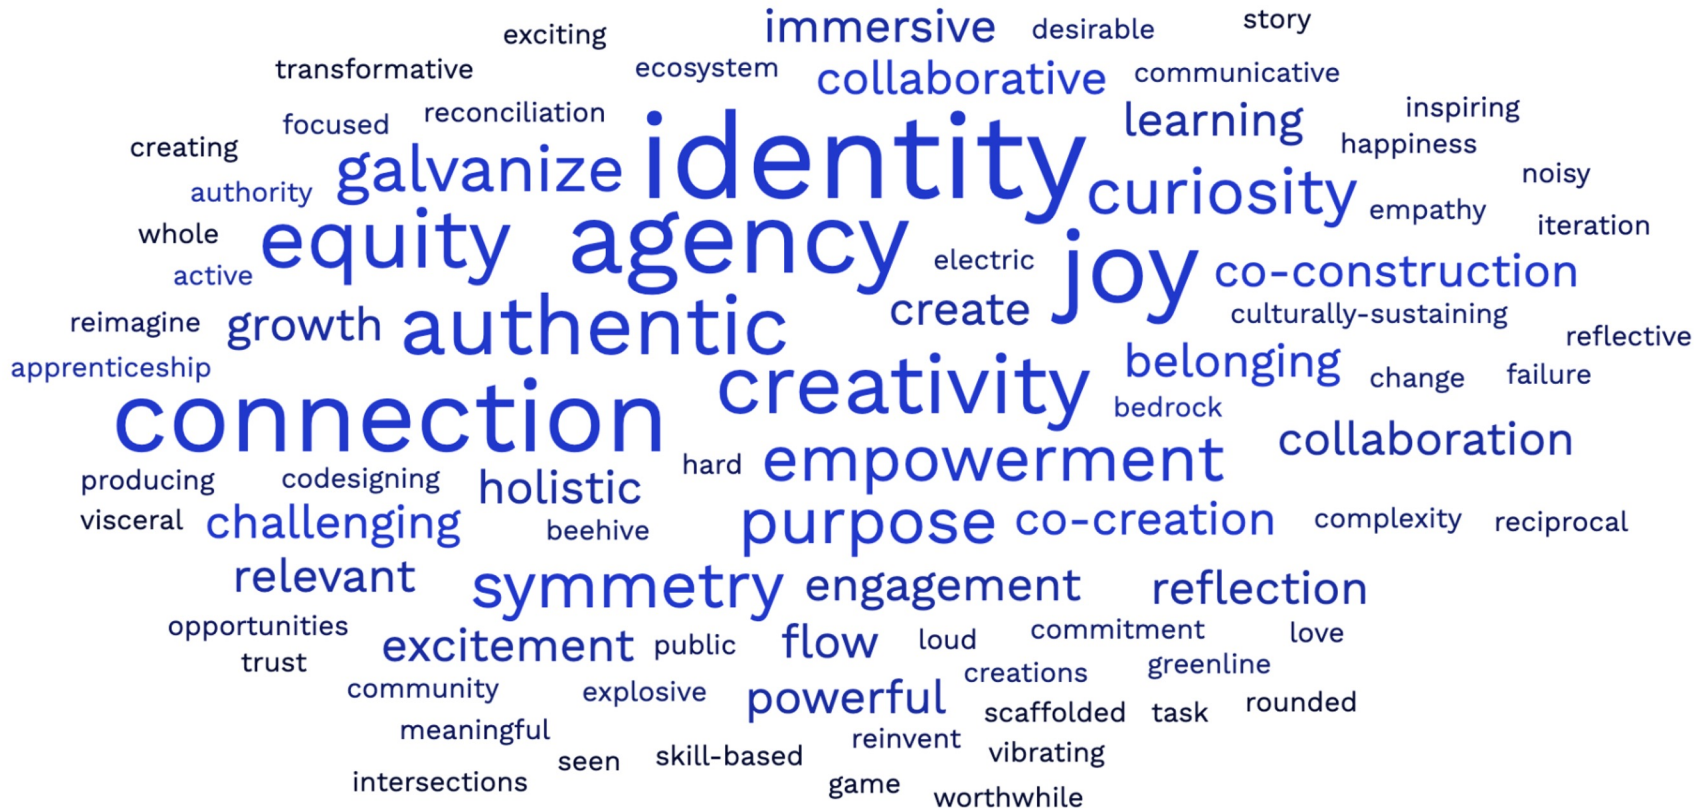 exciting immersive desirable story
transformative ecosystem collaborative communicative
focused reconciliation identity learning inspiring
creating galvanize curiosity happiness
authority empathy noisy
whole equity agency electric joy co-construction iteration
active create culturally-sustaining
reimagine growth authentic reflective
apprenticeship creativity belonging change failure
connection bedrock collaboration
producing codesigning holistic hard empowerment
visceral challenging beehive purpose co-creation complexity reciprocal
relevant symmetry engagement reflection
opportunities excitement public flow loud commitment love
trust creations greenline
community explosive powerful scaffolded task rounded
meaningful reinvent vibrating
seen skill-based
intersections game worthwhile